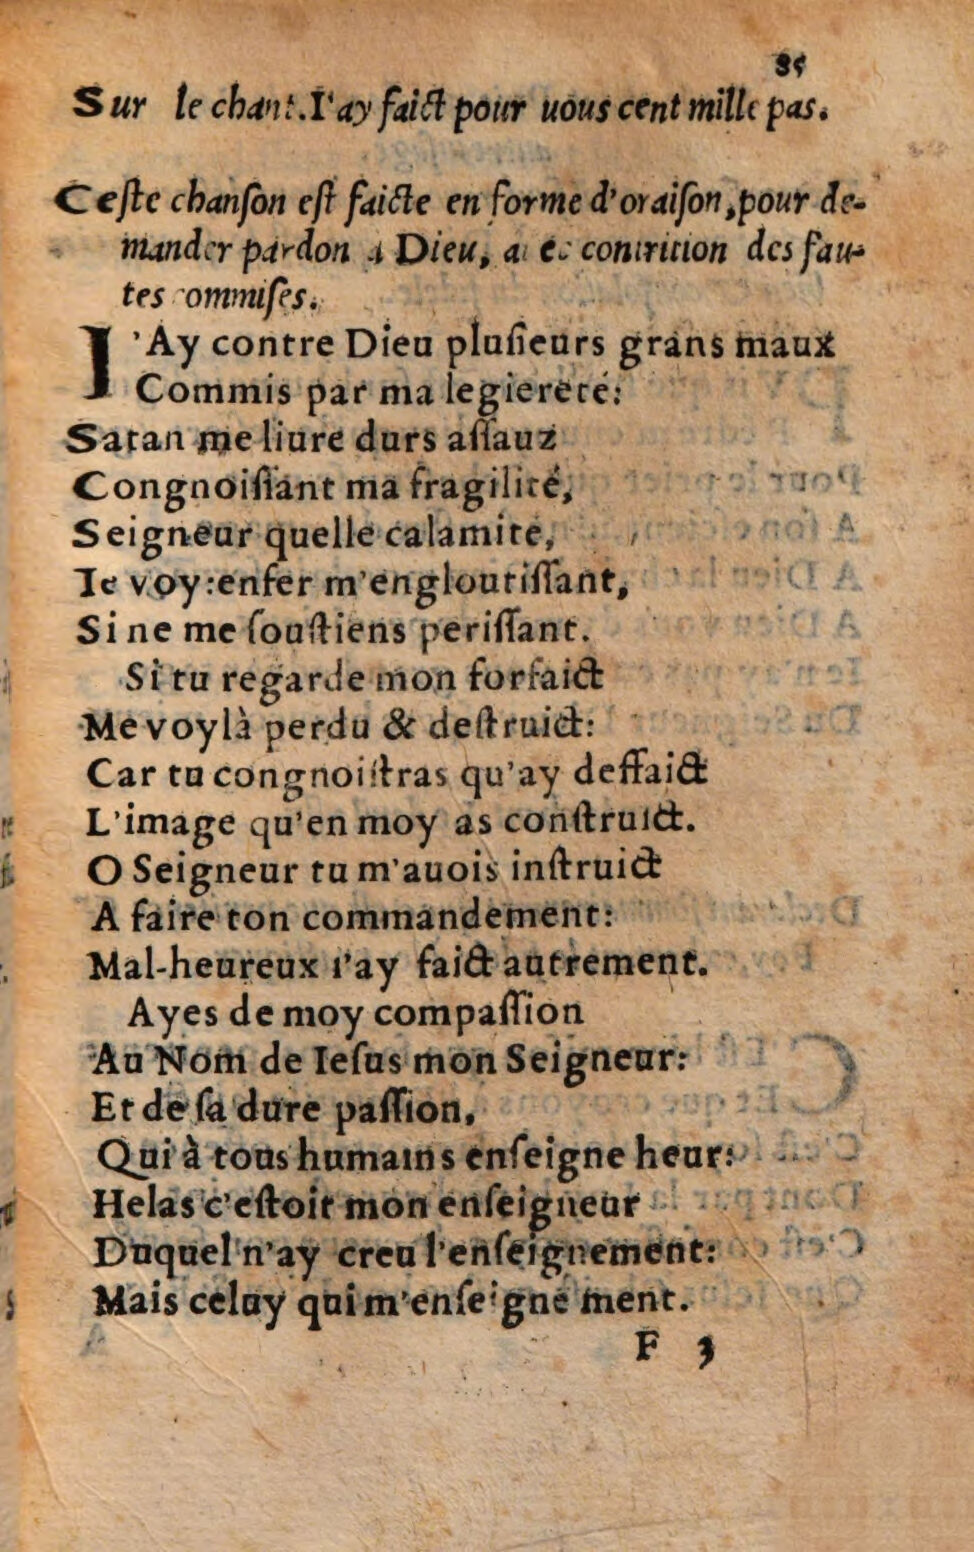 85
Sur le chant. I'ay faict pour uous cent mille pas.
Ceſte chanſon eſt faicte en forme d'oraiſon, pour de-
mander pardon a Dieu, auec contrition des fau-
tes commiſes.
I'Ay contre Dieu pluſieurs grans maux
Commis par ma legiereté:
Satan me liure durs aſſauz
Congnoiſſant ma fragilité,
Seigneur quelle calamité,
Ie voy: enfer m'engloutiſſant,
Si ne me ſouſtiens periſſant.
Si tu regarde mon forfaict
Me voylà perdu & deſtruict:
Car tu congnoiſtras qu'ay deffaict
L'image qu'en moy as conſtruict.
O Seigneur tu m'auois inſtruict
A faire ton commandement:
Mal-heureux i'ay faict autrement.
Ayes de moy compaſſion
Au Nom de Ieſus mon Seigneur:
Et de ſa dure paſſion,
Qui à tous humains enſeigne heur:
Helas c'eſtoit mon enſeigneur
Duquel n'ay creu l'enſeignement:
Mais celuy qui m'enſeigne ment.
F 3